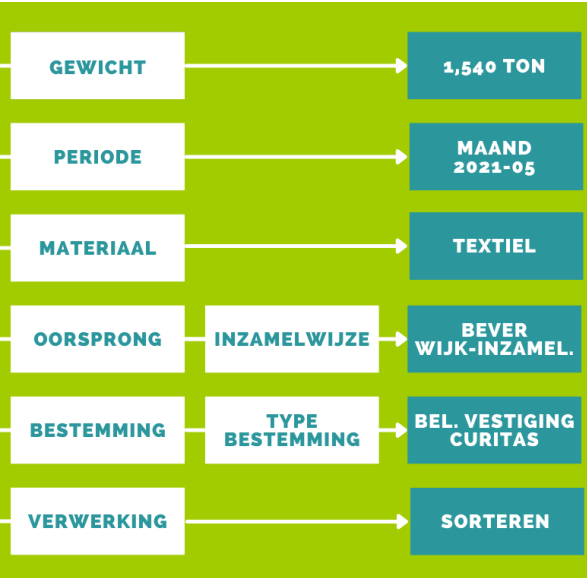 GEWICHT
1,540 TON
PERIODE
MAAND
2021-05
MATERIAAL
TEXTIEL
OORSPRONG
INZAMELWIJZE
BEVER
WIJK-INZAMEL.
BESTEMMING
TYPE
BESTEMMING
BEL. VESTIGING
CURITAS
VERWERKING
SORTEREN